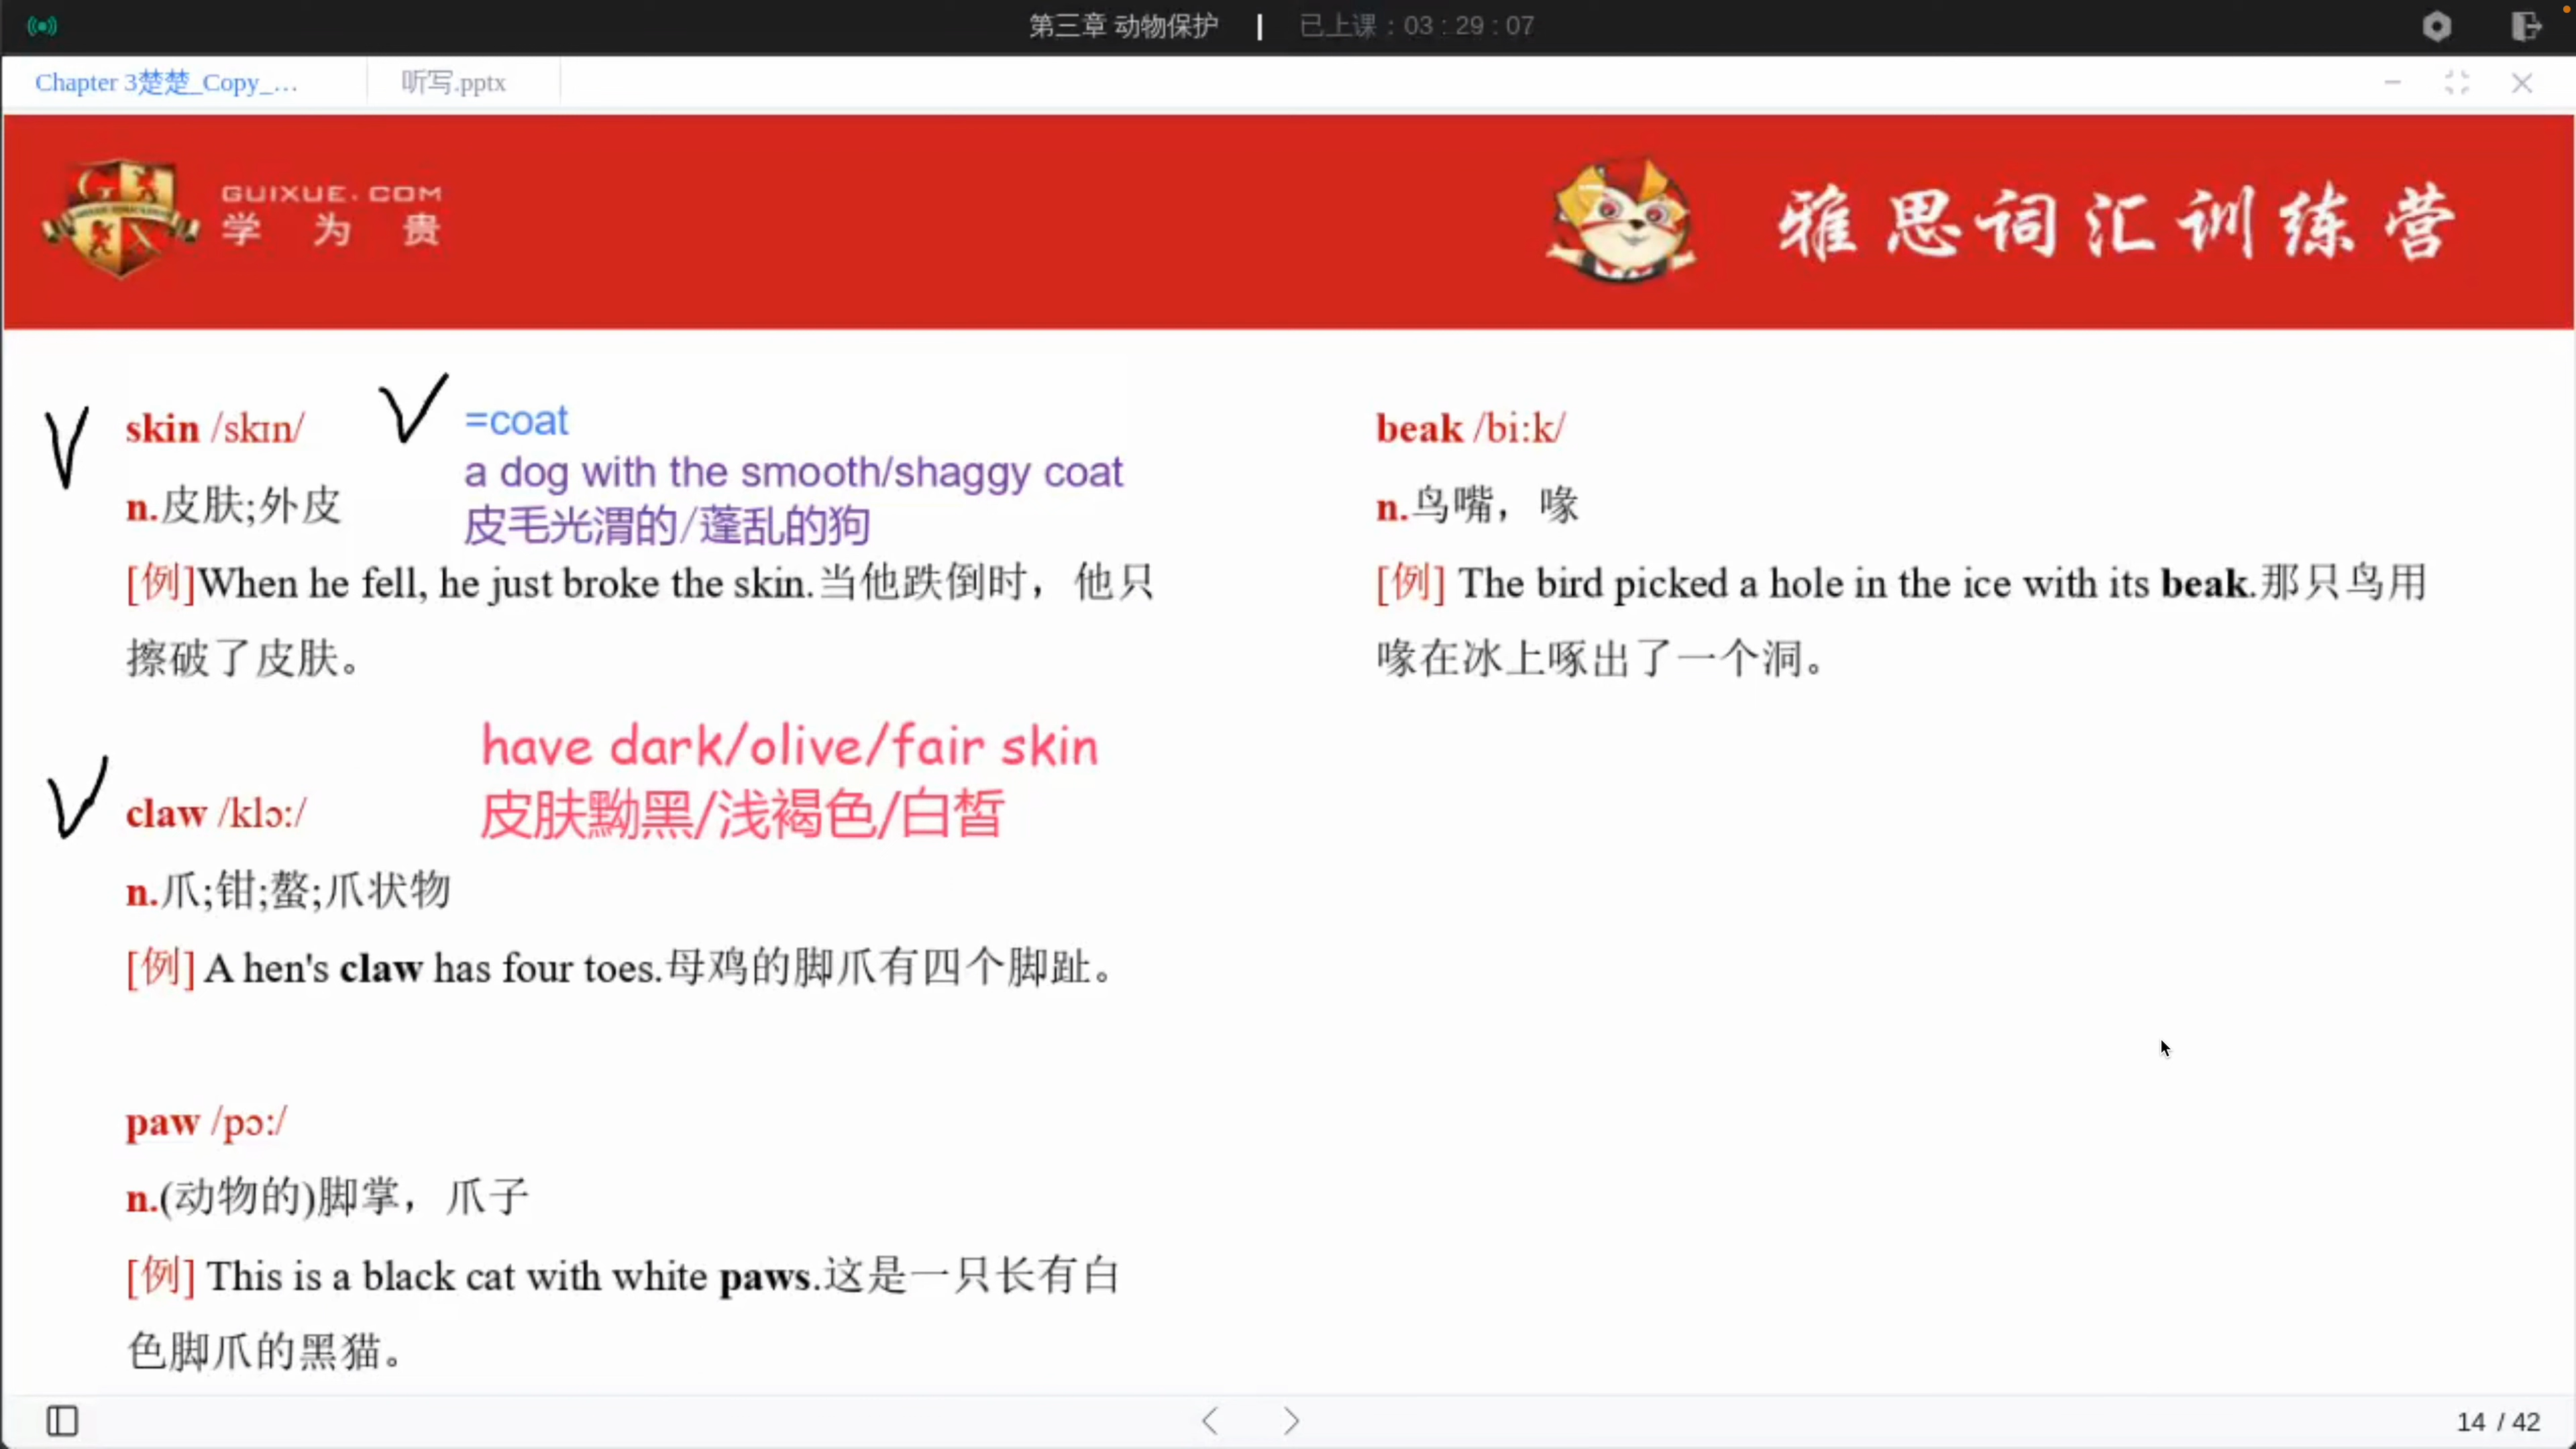 第三章 动物保护 | 已上课：03 : 29 : 07
Chapter 3楚楚_Copy_... 听写.pptx
GUIXUE.COM
学为贵
雅思词汇训练营
skin /skɪn/
=coat
a dog with the smooth/shaggy coat
n.皮肤;外皮
皮毛光渭的/蓬乱的狗
[例]When he fell, he just broke the skin.当他跌倒时，他只
擦破了皮肤。
have dark/olive/fair skin
皮肤黝黑/浅褐色/白皙
claw /klɔ:/
n.爪;钳;螯;爪状物
[例] A hen's claw has four toes.母鸡的脚爪有四个脚趾。
paw /pɔ:/
n.(动物的)脚掌，爪子
[例] This is a black cat with white paws.这是一只长有白
色脚爪的黑猫。
beak /bi:k/
n.鸟嘴，喙
[例] The bird picked a hole in the ice with its beak.那只鸟用
喙在冰上啄出了一个洞。
14 / 42